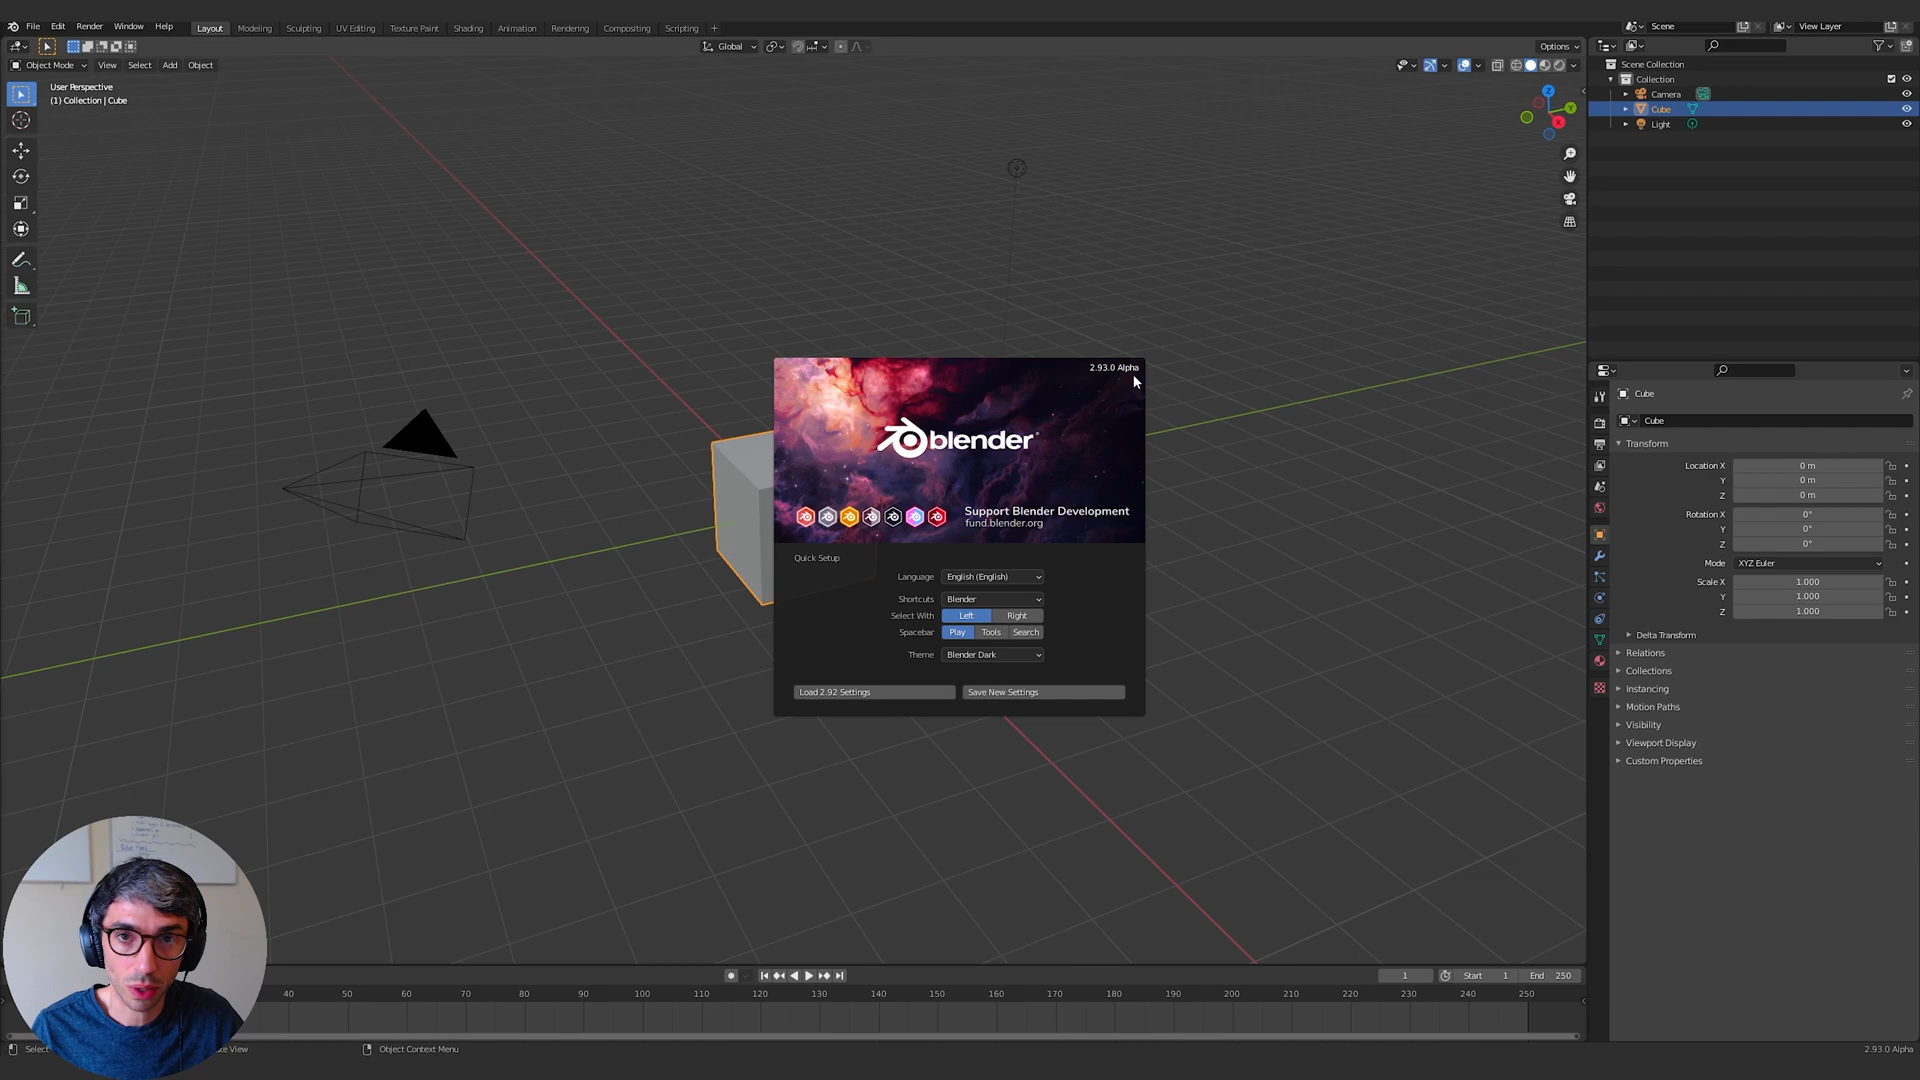 File Edit Render Window Help Layout Modeling Sculpting UV Editing Texture Paint Shading Animation Rendering Compositing Scripting + Scene View Layer
Global Options
Object Mode View Select Add Object
User Perspective
(1) Collection | Cube
Z
Y
X
Scene Collection
Collection
Camera
Cube
Light
2.93.0 Alpha
blender
Support Blender Development
fund.blender.org
Quick Setup
Language English (English)
Shortcuts Blender
Select With Left Right
Spacebar Play Tools Search
Theme Blender Dark
Load 2.92 Settings Save New Settings
Cube
Cube
Transform
Location X 0 m
Y 0 m
Z 0 m
Rotation X 0°
Y 0°
Z 0°
Mode XYZ Euler
Scale X 1.000
Y 1.000
Z 1.000
Delta Transform
Relations
Collections
Instancing
Motion Paths
Visibility
Viewport Display
Custom Properties
1 Start 1 End 250
40 50 60 70 80 90 100 110 120 130 140 150 160 170 180 190 200 210 220 230 240 250
Select View Object Context Menu 2.93.0 Alpha